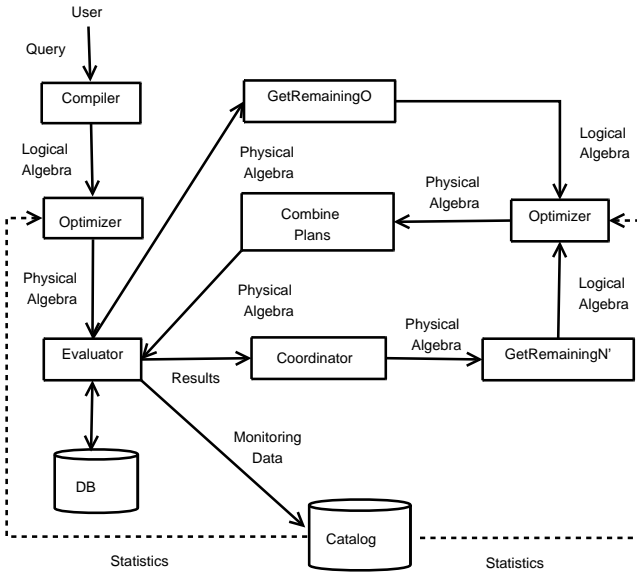 User
Query
Compiler
GetRemainingO
Logical
Algebra
Physical
Algebra
Logical
Algebra
Physical
Algebra
Optimizer
Combine
Plans
Optimizer
Physical
Algebra
Physical
Algebra
Logical
Algebra
Physical
Algebra
Evaluator
Coordinator
GetRemainingN'
Results
Monitoring
Data
DB
Catalog
Statistics
Statistics